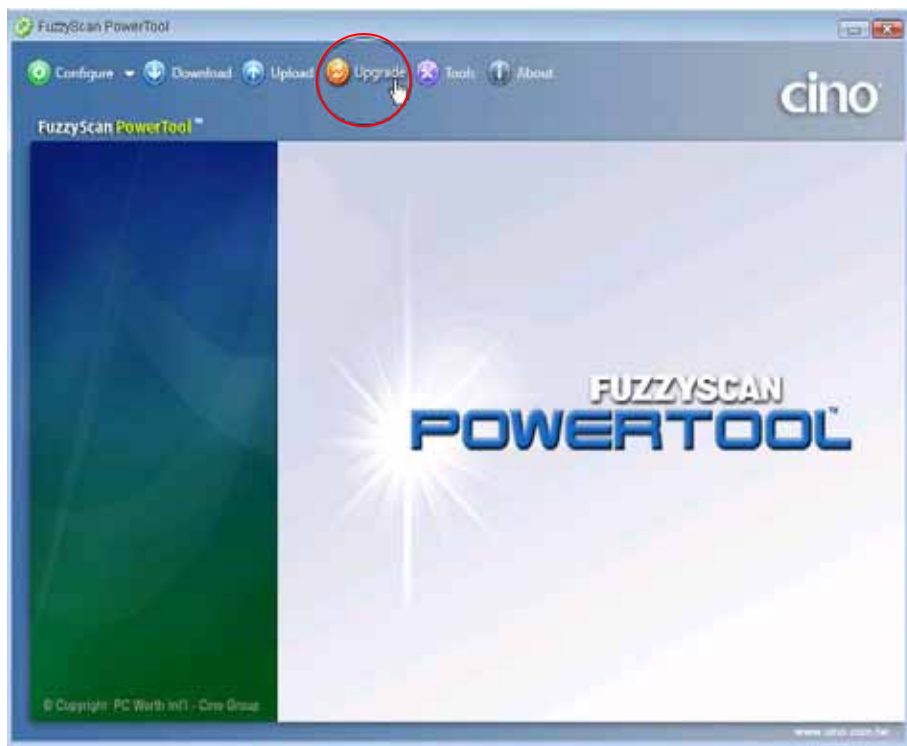 FuzzyScan PowerTool
Configure Download Upload Upgrade Tools About
cino
FuzzyScan PowerTool™
FUZZYSCAN
POWERTOOL™
© Copyright PC Worth Int'l - Cino Group
www.cino.com.tw